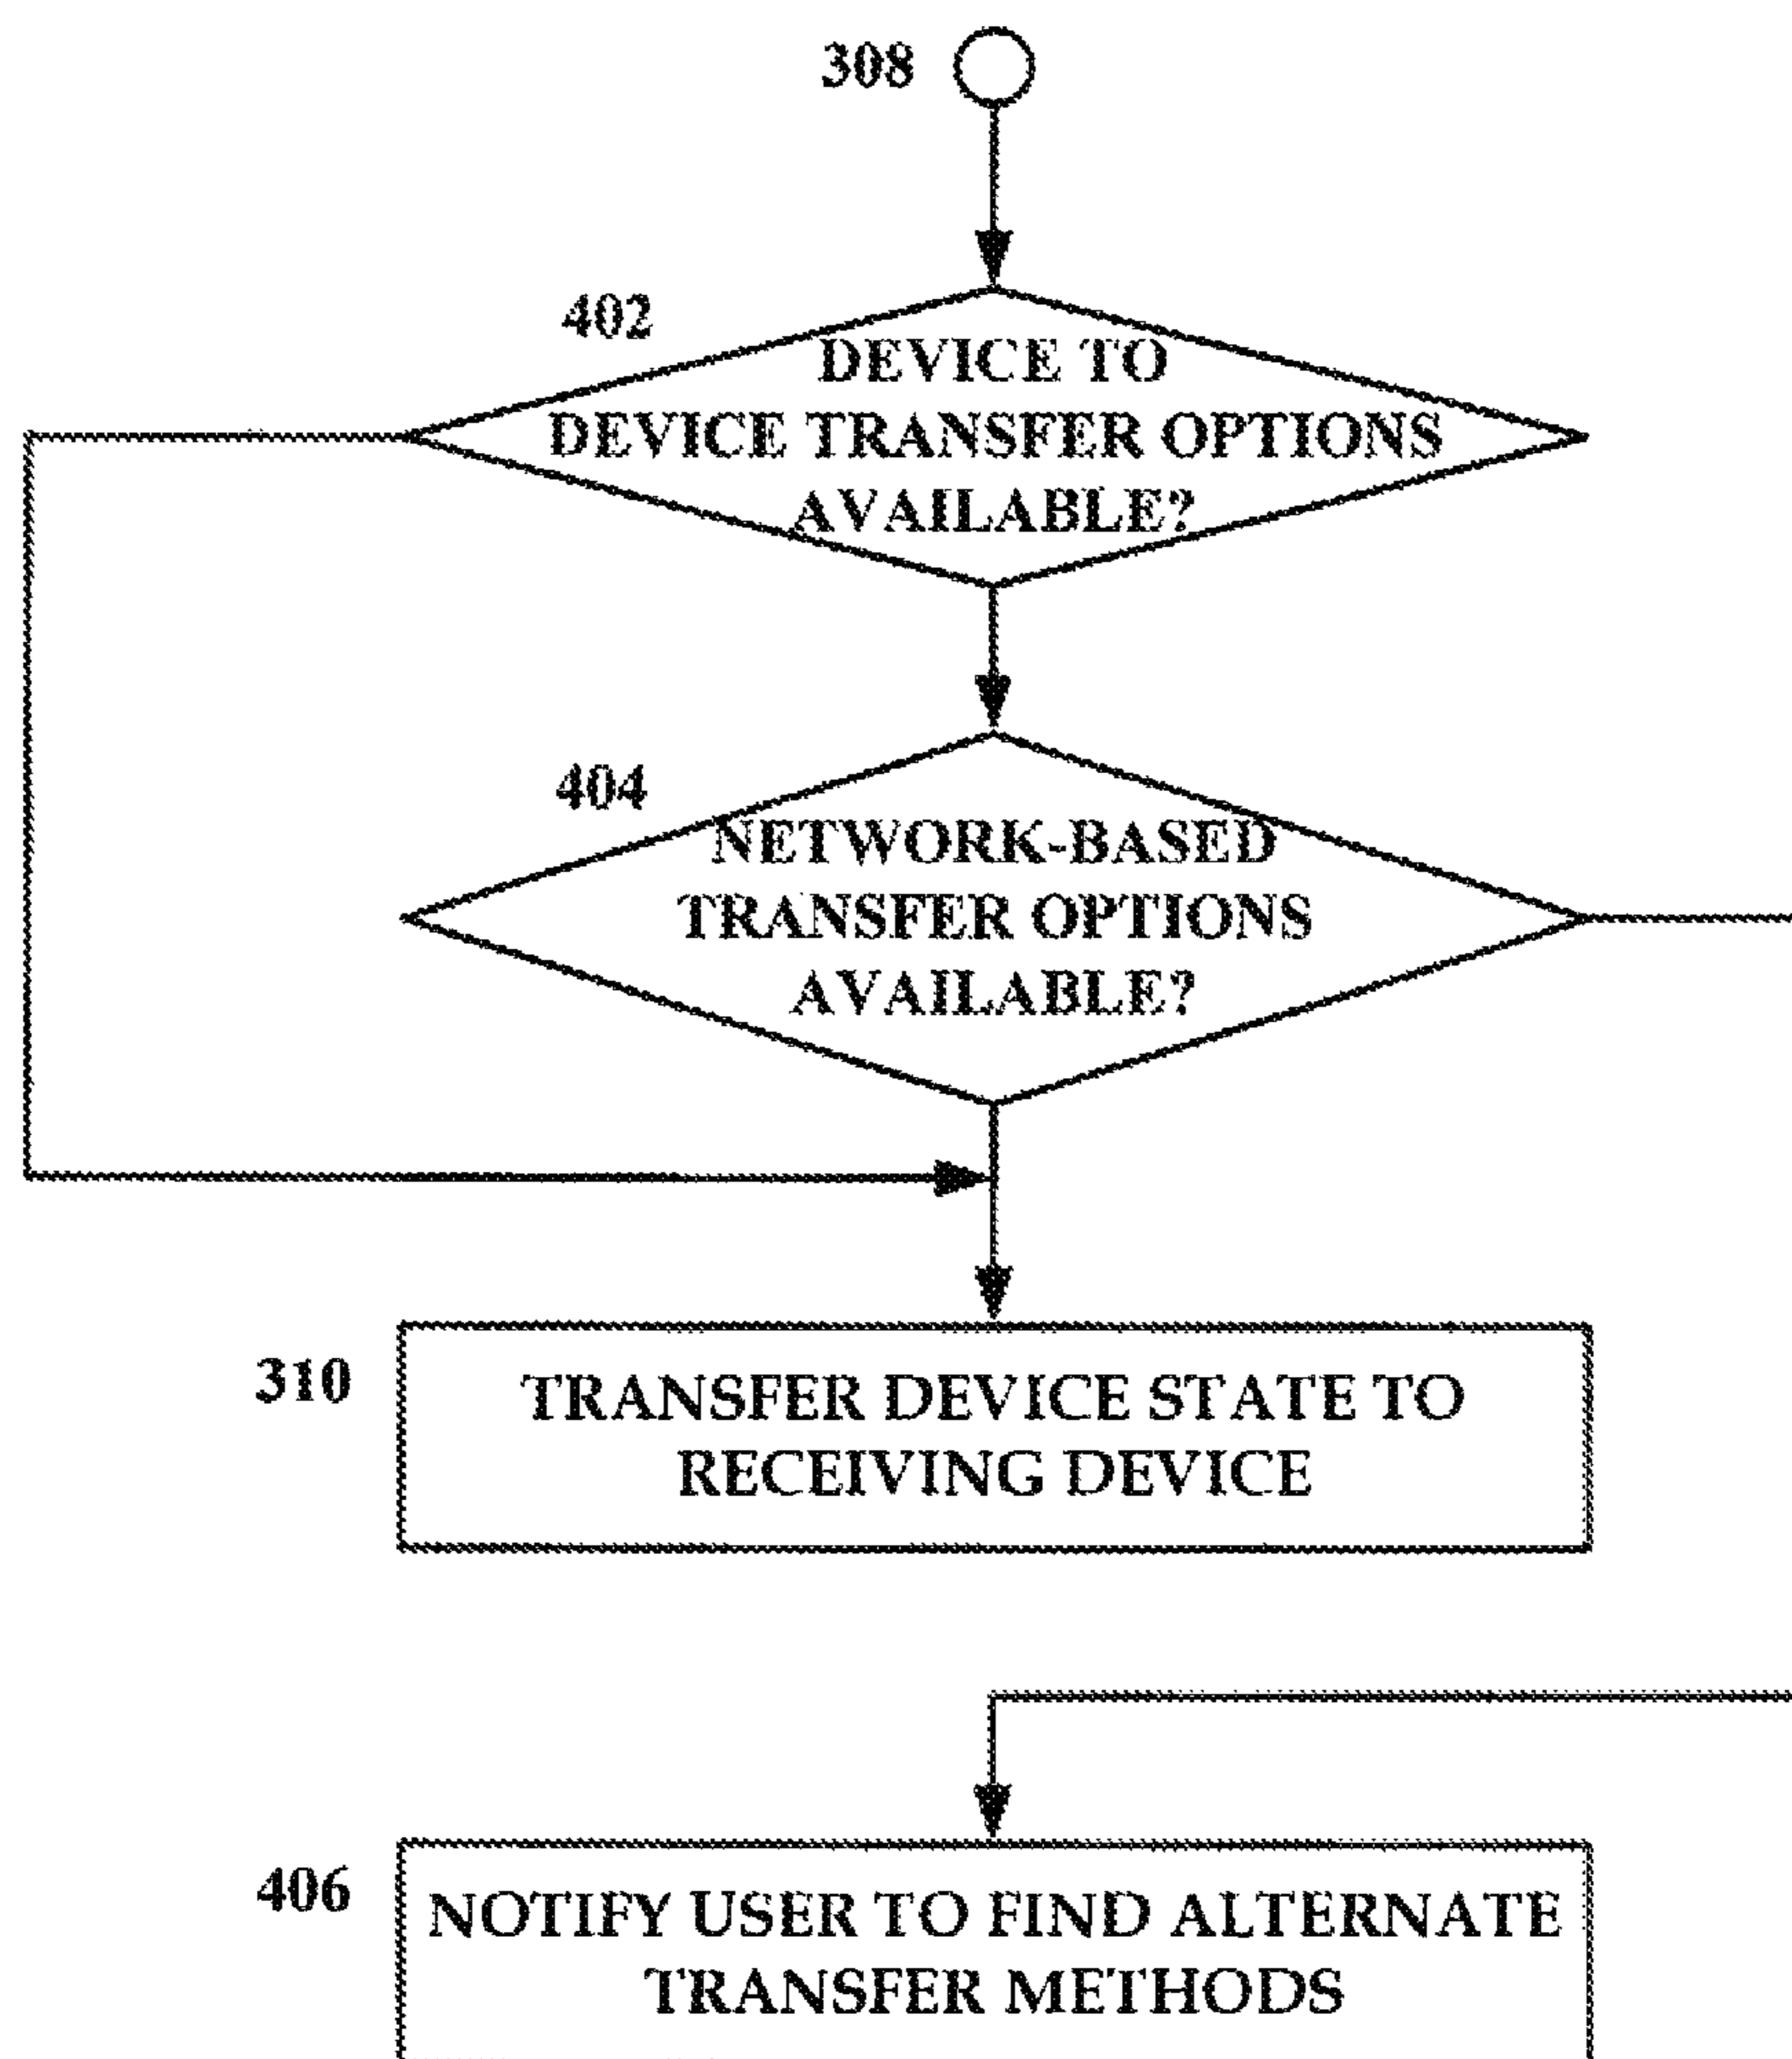 308
402
DEVICE TO
DEVICE TRANSFER OPTIONS
AVAILABLE?
404
NETWORK-BASED
TRANSFER OPTIONS
AVAILABLE?
310
TRANSFER DEVICE STATE TO
RECEIVING DEVICE
406
NOTIFY USER TO FIND ALTERNATE
TRANSFER METHODS